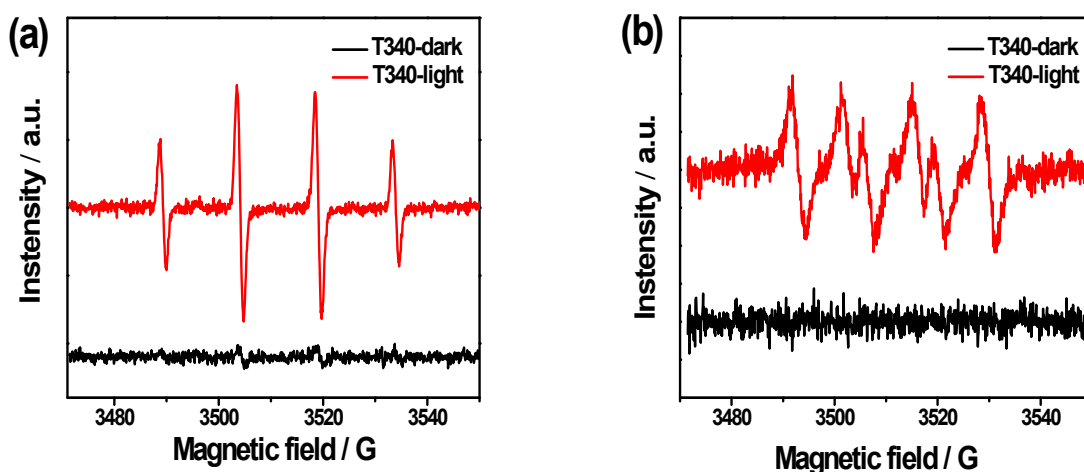 (a)
T340-dark
T340-light
Instensity / a.u.
3480 3500 3520 3540
Magnetic field / G
(b)
T340-dark
T340-light
Instensity / a.u.
3480 3500 3520 3540
Magnetic field / G